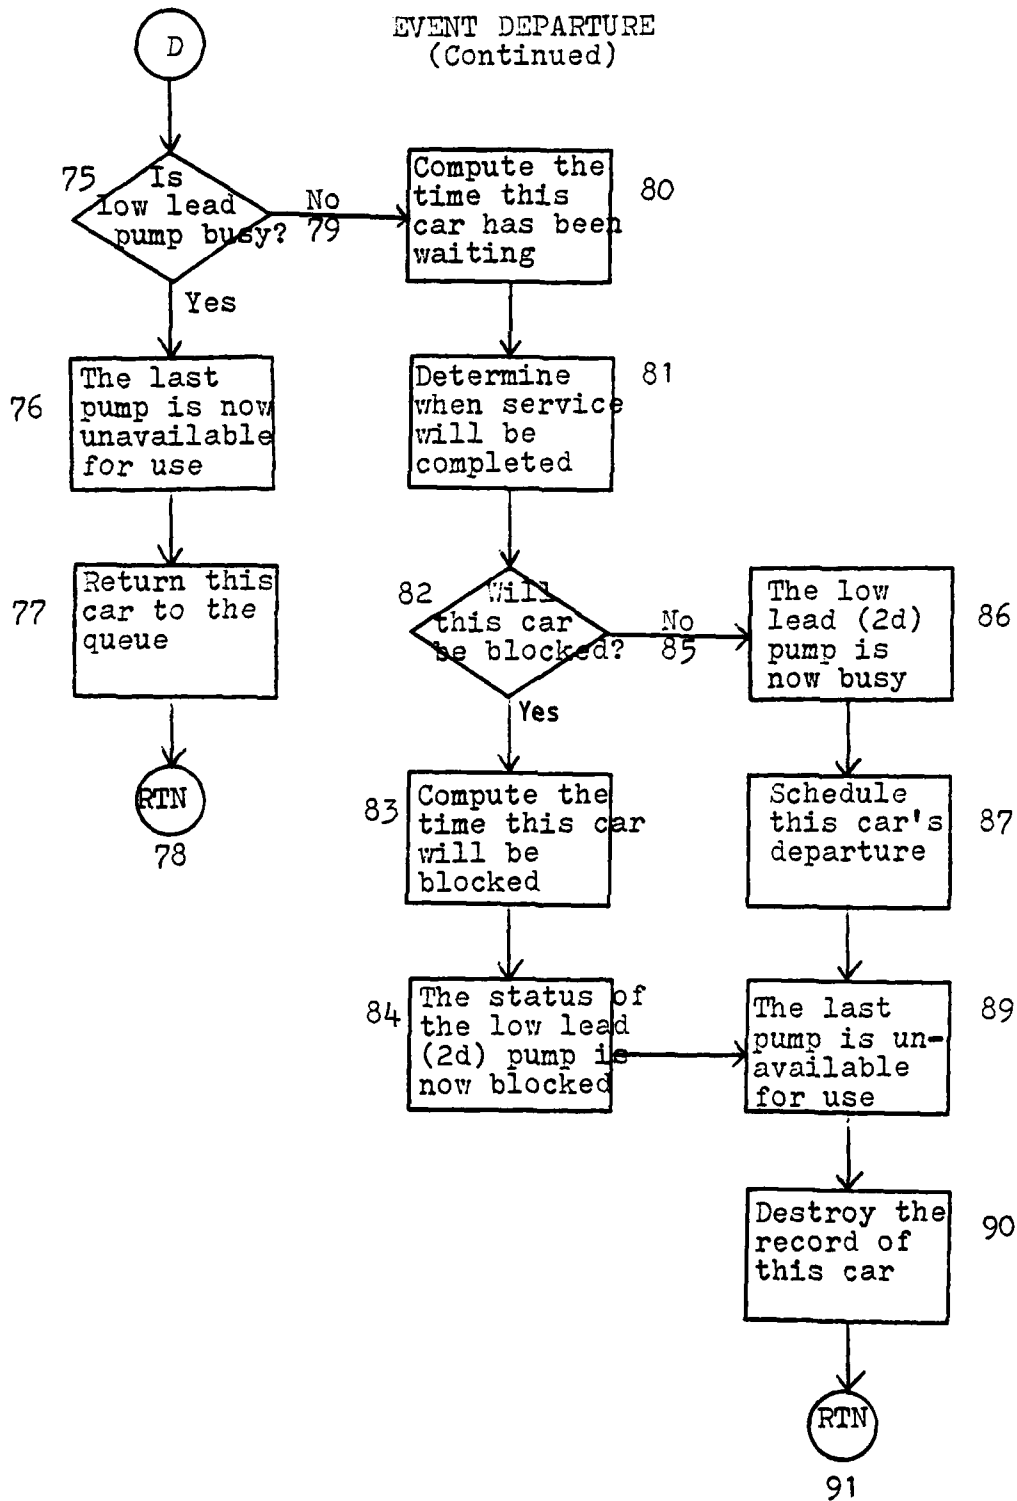 EVENT DEPARTURE
(Continued)
D
75
Is
low lead
pump busy?
No
79
Yes
76
The last
pump is now
unavailable
for use
77
Return this
car to the
queue
RTN
78
Compute the
time this
car has been
waiting
80
Determine
when service
will be
completed
81
82
Will
this car
be blocked?
No
85
Yes
83
Compute the
time this car
will be
blocked
84
The status of
the low lead
(2d) pump is
now blocked
The low
lead (2d)
pump is
now busy
86
Schedule
this car's
departure
87
The last
pump is un-
available
for use
89
Destroy the
record of
this car
90
RTN
91